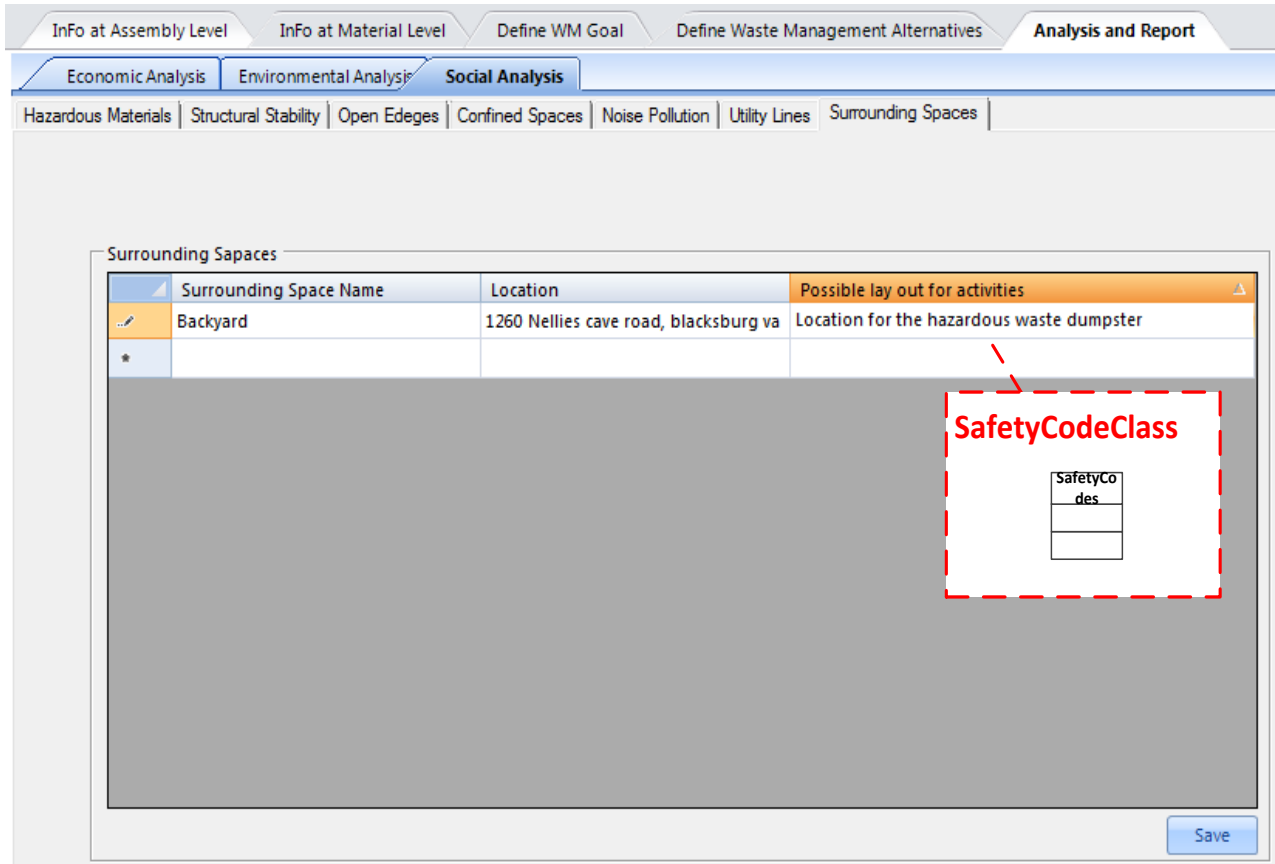 InFo at Assembly Level InFo at Material Level Define WM Goal Define Waste Management Alternatives Analysis and Report
Economic Analysis Environmental Analysis Social Analysis
Hazardous Materials Structural Stability Open Edeges Confined Spaces Noise Pollution Utility Lines Surrounding Spaces
Surrounding Sapaces
Surrounding Space Name Location Possible lay out for activities
Backyard 1260 Nellies cave road, blacksburg va Location for the hazardous waste dumpster
*
SafetyCodeClass
SafetyCo
des
Save